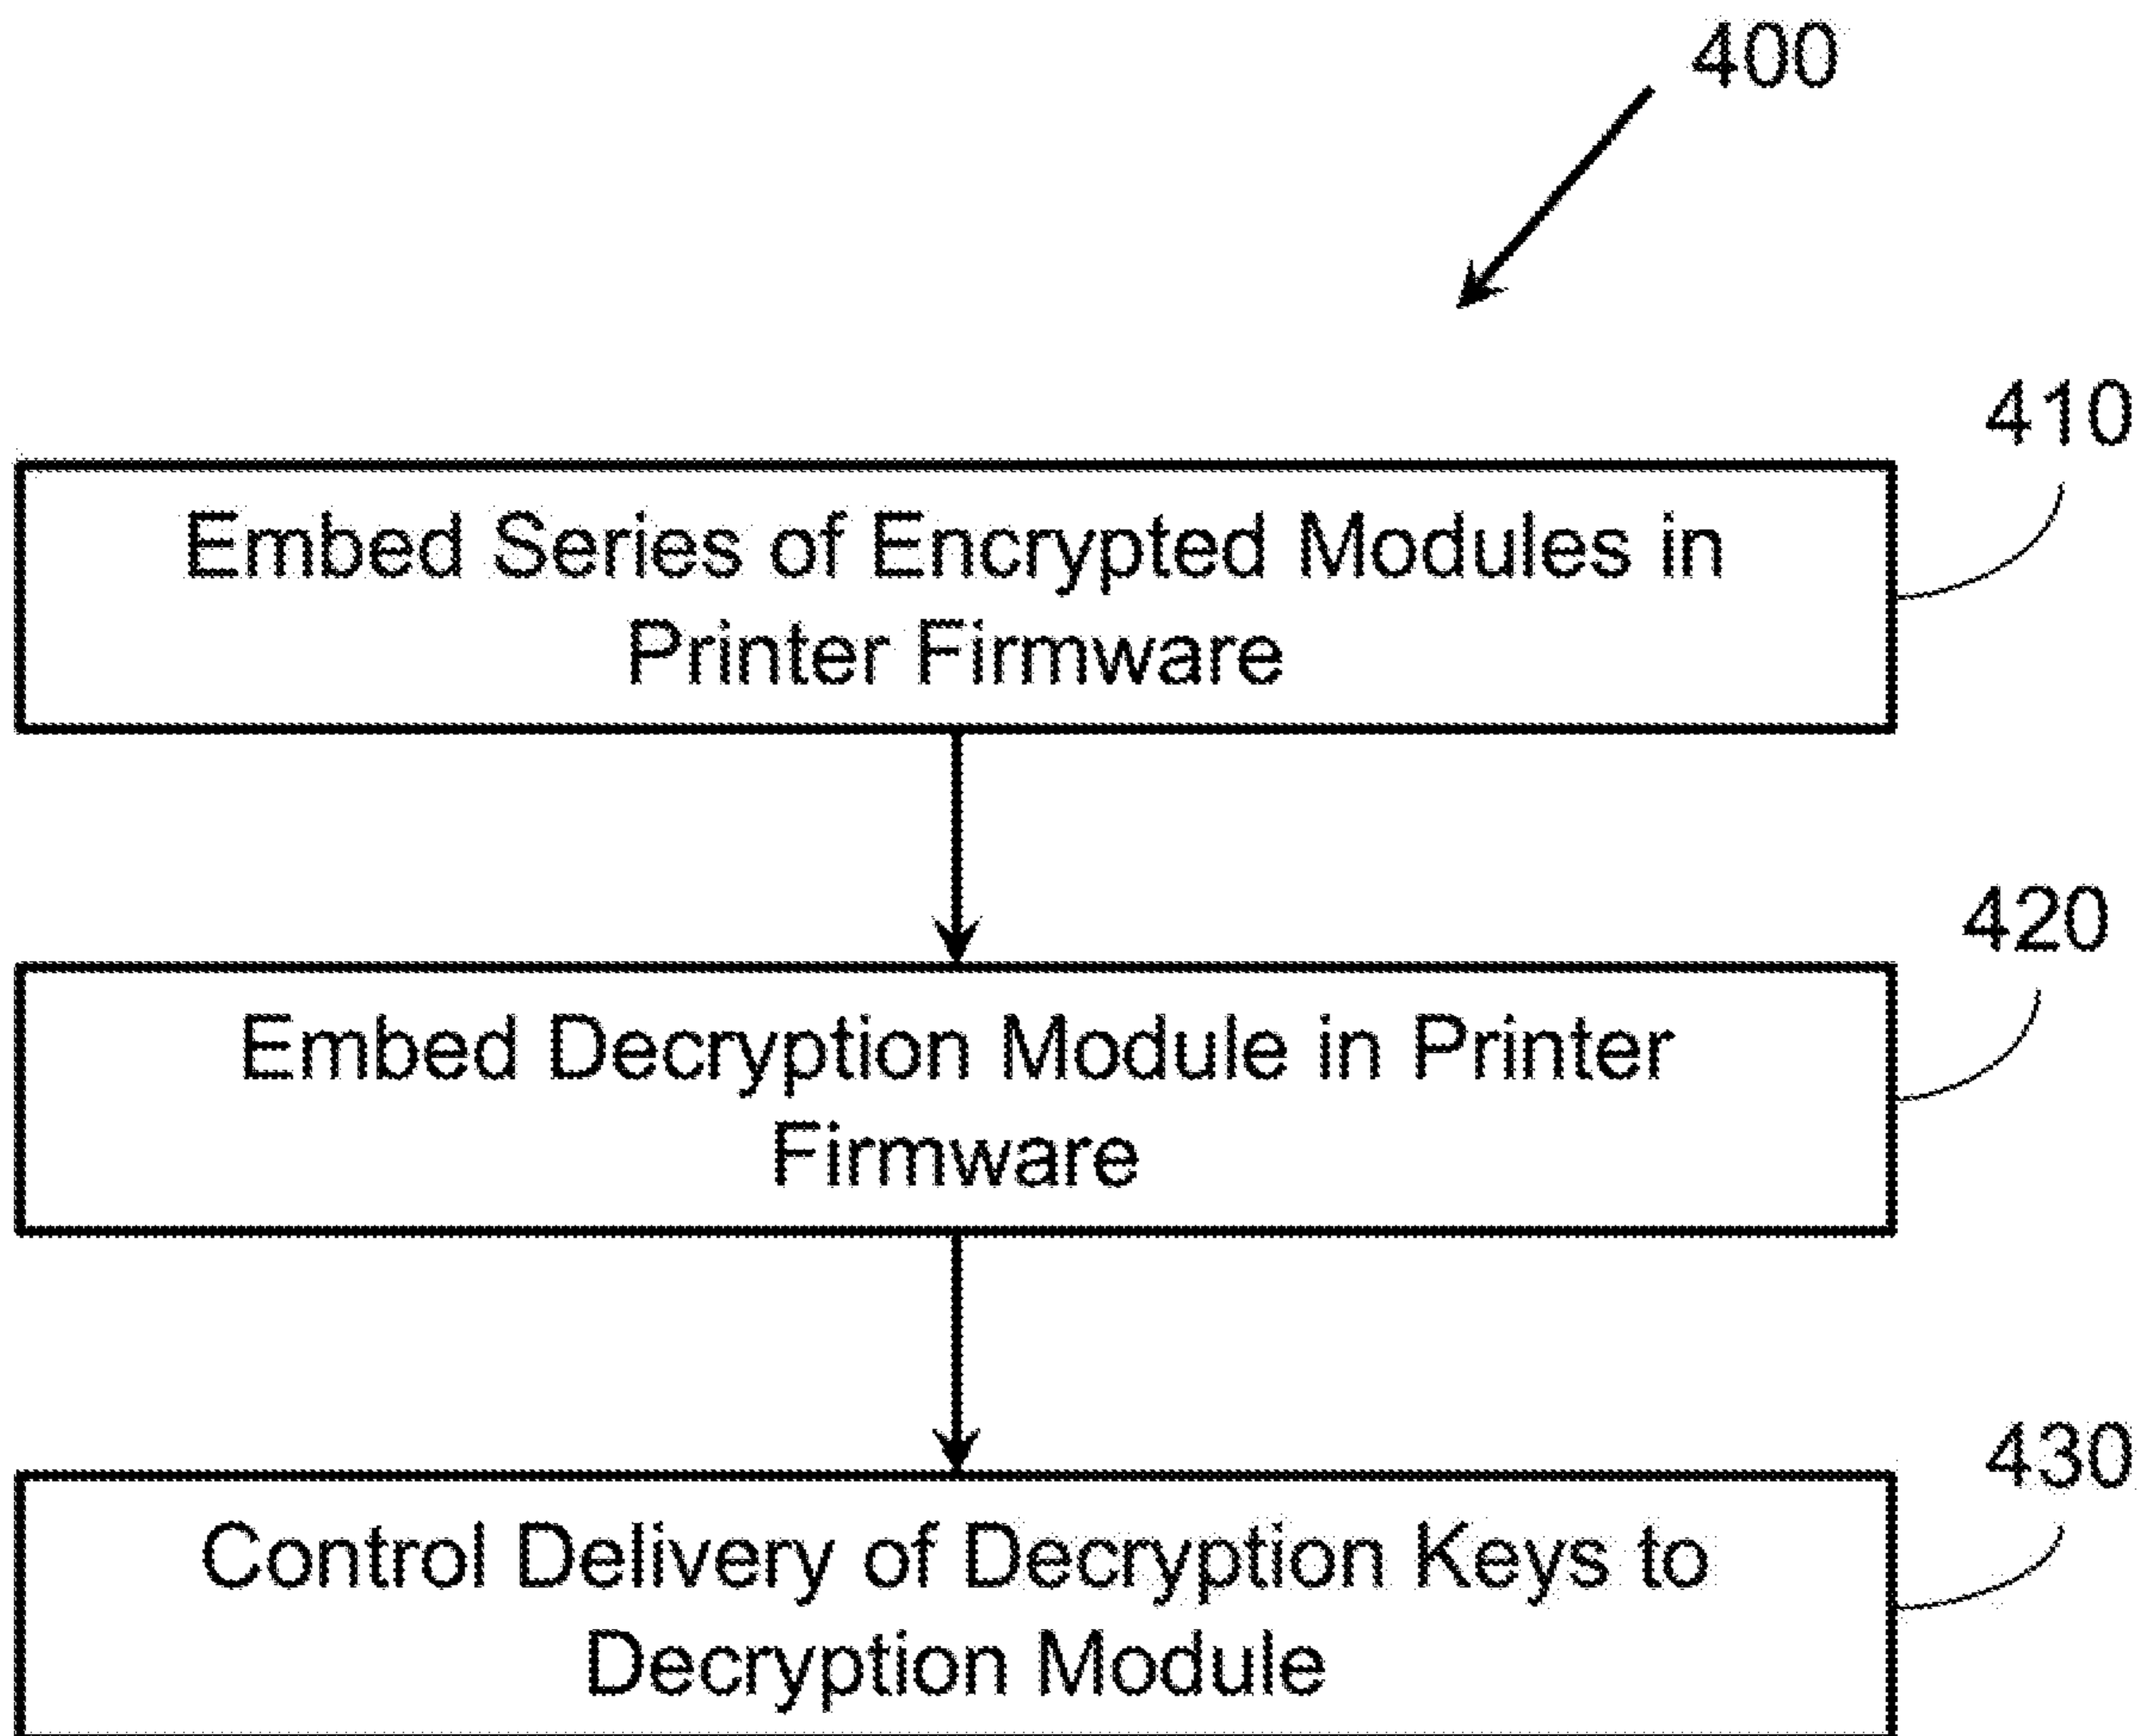 400
410
Embed Series of Encrypted Modules in
Printer Firmware
420
Embed Decryption Module in Printer
Firmware
430
Control Delivery of Decryption Keys to
Decryption Module